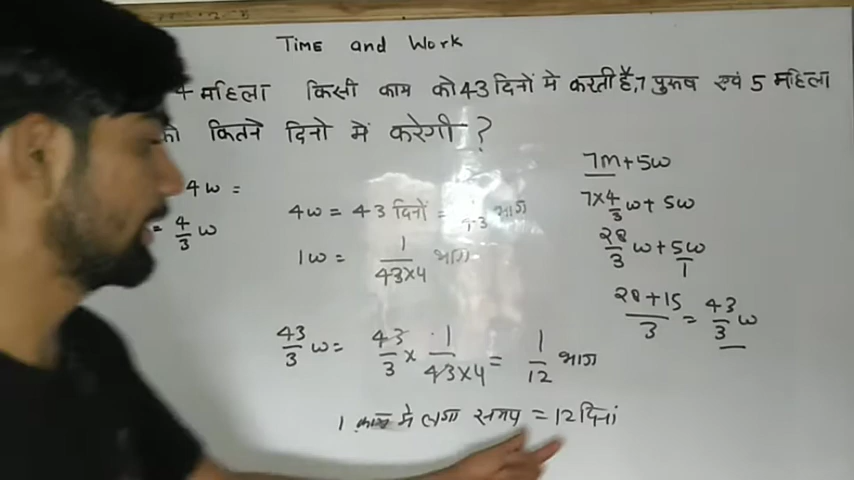 Time and Work
4 महिला किसी काम को 43 दिनों मे करती है, 7 पुरूष एवं 5 महिला
को कितने दिनो में करेगी ?
4w =
= 4/3 w
4w = 43 दिनों = 43 भाग
1w = 1/43×4 भाग
43/3 w = 43/3 × 1/43×4 = 1/12 भाग
1 काम मे लगा समय = 12 दिनों
7m + 5w
7×4/3 w + 5w
28/3 w + 5w/1
28+15/3 = 43/3 w